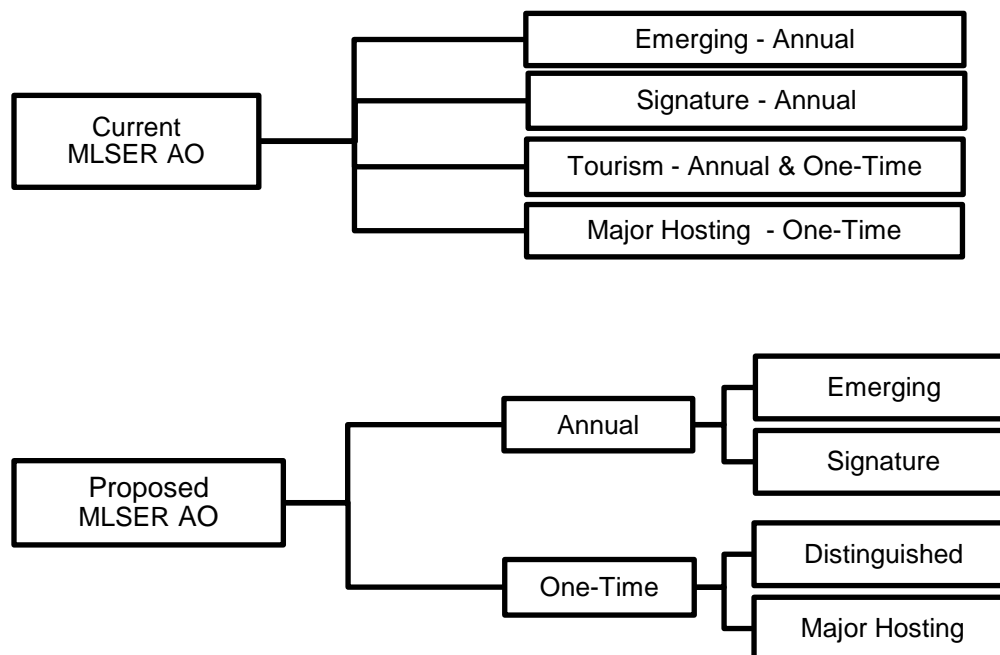 Current
MLSER AO
Emerging - Annual
Signature - Annual
Tourism - Annual & One-Time
Major Hosting - One-Time
Proposed
MLSER AO
Annual
Emerging
Signature
One-Time
Distinguished
Major Hosting